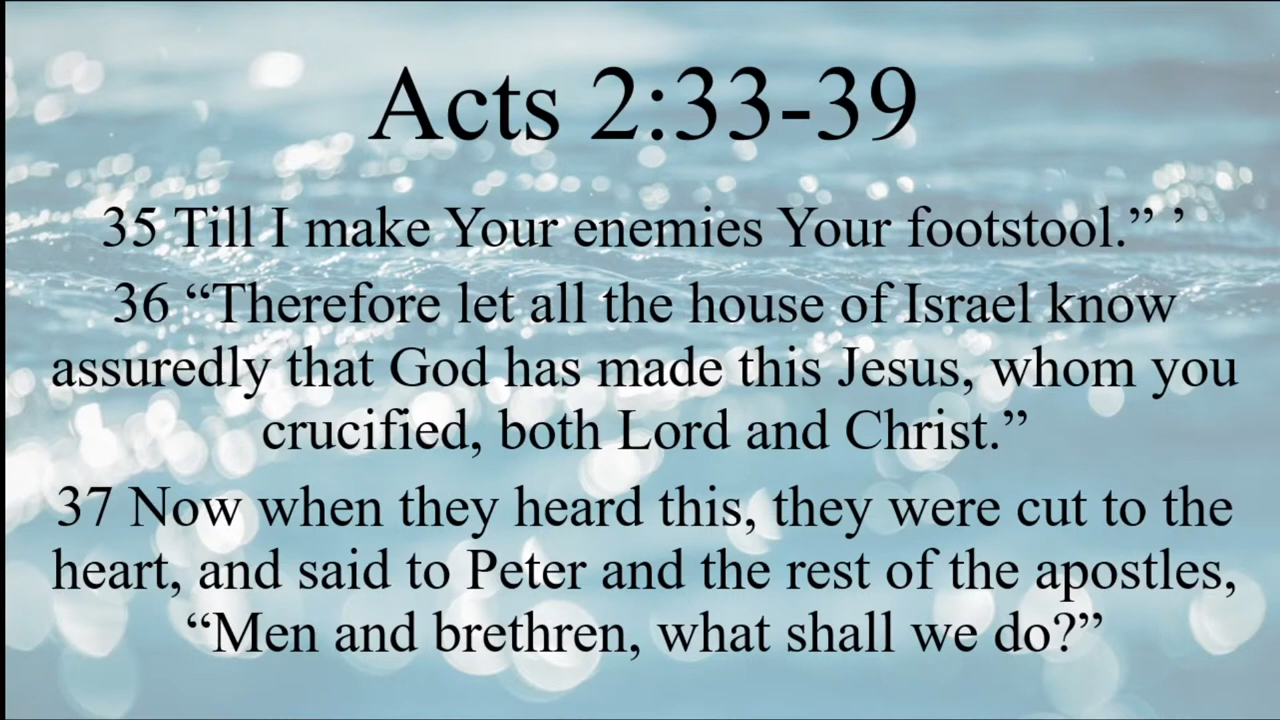 Acts 2:33-39
35 Till I make Your enemies Your footstool.” ’
36 “Therefore let all the house of Israel know
assuredly that God has made this Jesus, whom you
crucified, both Lord and Christ.”
37 Now when they heard this, they were cut to the
heart, and said to Peter and the rest of the apostles,
“Men and brethren, what shall we do?”